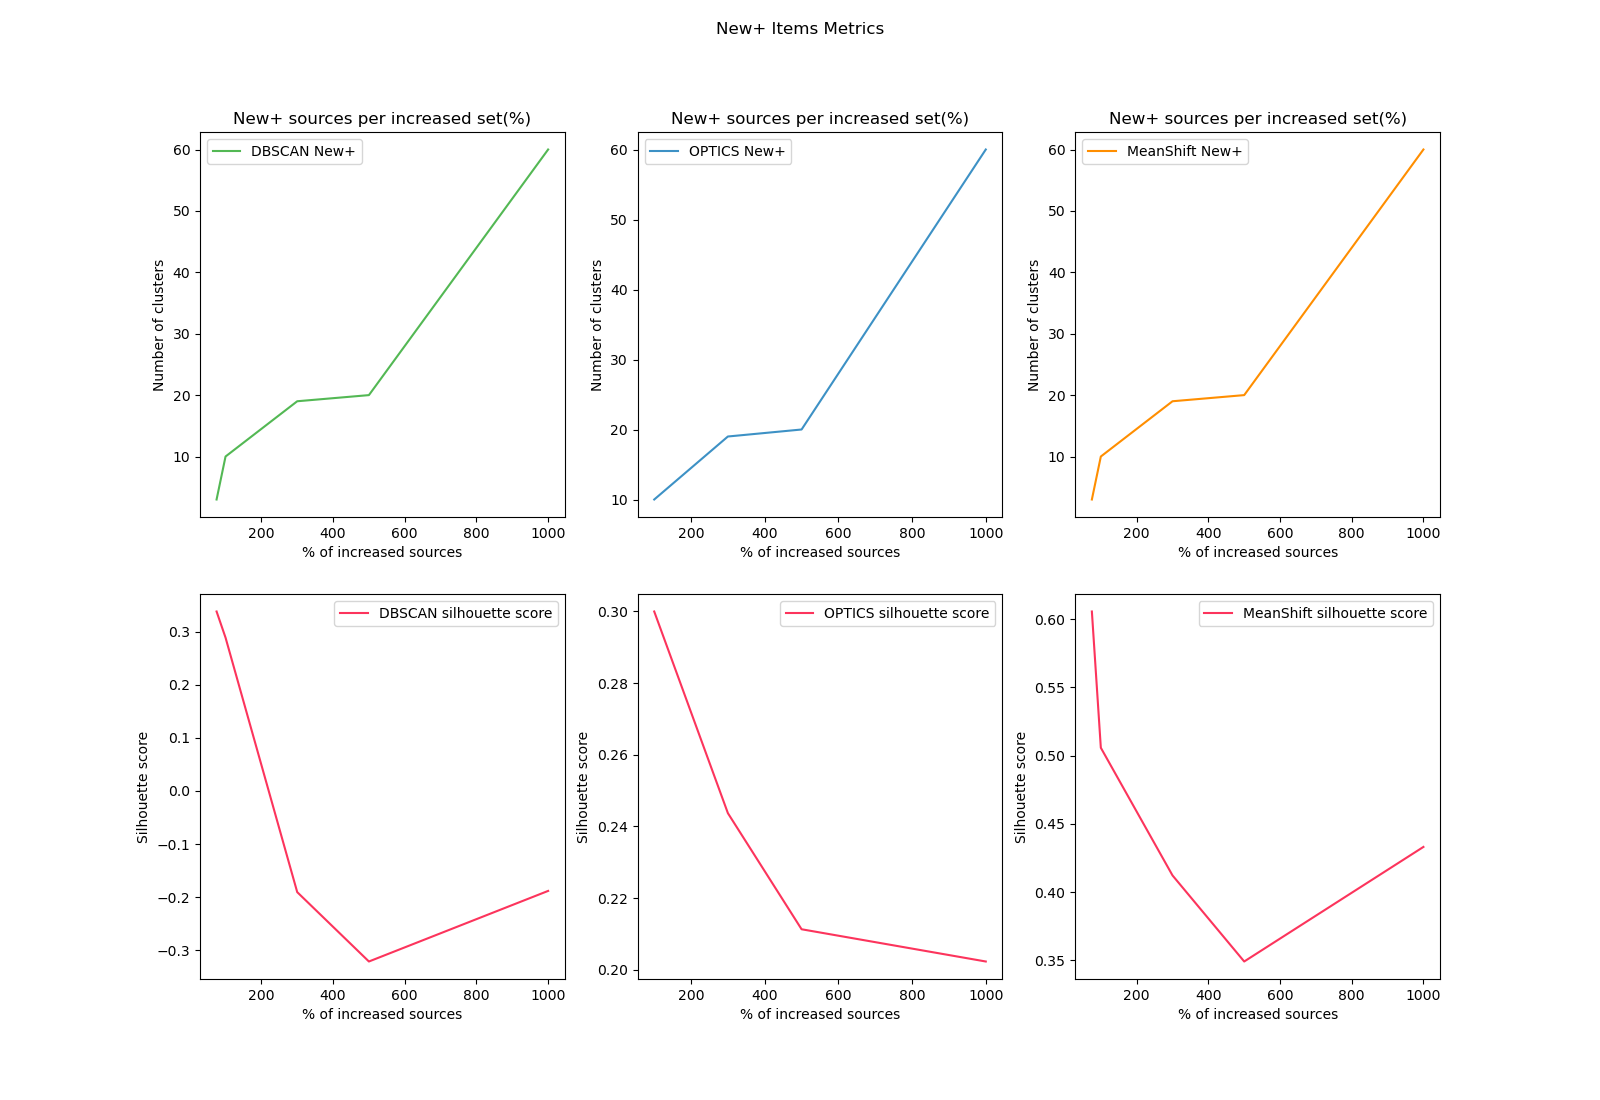 New+ Items Metrics
New+ sources per increased set(%)
DBSCAN New+
60
50
40
30
20
10
Number of clusters
200 400 600 800 1000
% of increased sources
New+ sources per increased set(%)
OPTICS New+
60
50
40
30
20
10
Number of clusters
200 400 600 800 1000
% of increased sources
New+ sources per increased set(%)
MeanShift New+
60
50
40
30
20
10
Number of clusters
200 400 600 800 1000
% of increased sources
DBSCAN silhouette score
0.3
0.2
0.1
0.0
−0.1
−0.2
−0.3
Silhouette score
200 400 600 800 1000
% of increased sources
OPTICS silhouette score
0.30
0.28
0.26
0.24
0.22
0.20
Silhouette score
200 400 600 800 1000
% of increased sources
MeanShift silhouette score
0.60
0.55
0.50
0.45
0.40
0.35
Silhouette score
200 400 600 800 1000
% of increased sources